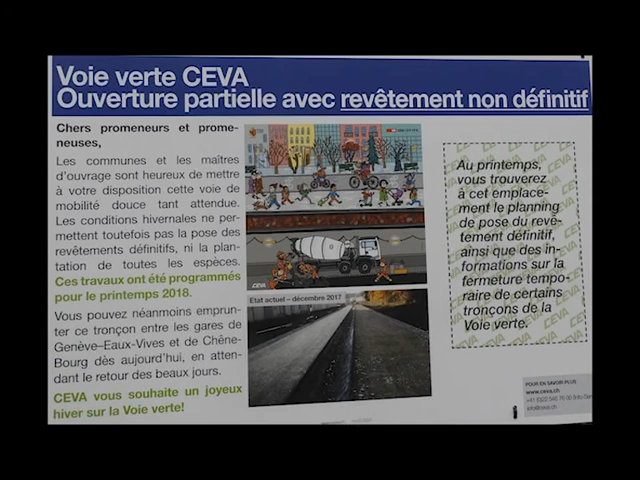 Voie verte CEVA
Ouverture partielle avec revêtement non définitif
Chers promeneurs et prome-
neuses,
Les communes et les maîtres
d'ouvrage sont heureux de mettre
à votre disposition cette voie de
mobilité douce tant attendue.
Les conditions hivernales ne per-
mettent toutefois pas la pose des
revêtements définitifs, ni la plan-
tation de toutes les espèces.
Ces travaux ont été programmés
pour le printemps 2018.
Vous pouvez néanmoins emprun-
ter ce tronçon entre les gares de
Genève–Eaux-Vives et de Chêne-
Bourg dès aujourd'hui, en atten-
dant le retour des beaux jours.
CEVA vous souhaite un joyeux
hiver sur la Voie verte!
CEVA
Etat actuel – décembre 2017
Au printemps,
vous trouverez
à cet emplace-
ment le planning
de pose du revê-
tement définitif,
ainsi que des in-
formations sur la
fermeture tempo-
raire de certains
tronçons de la
Voie verte.
POUR EN SAVOIR PLUS
www.ceva.ch
info@ceva.ch